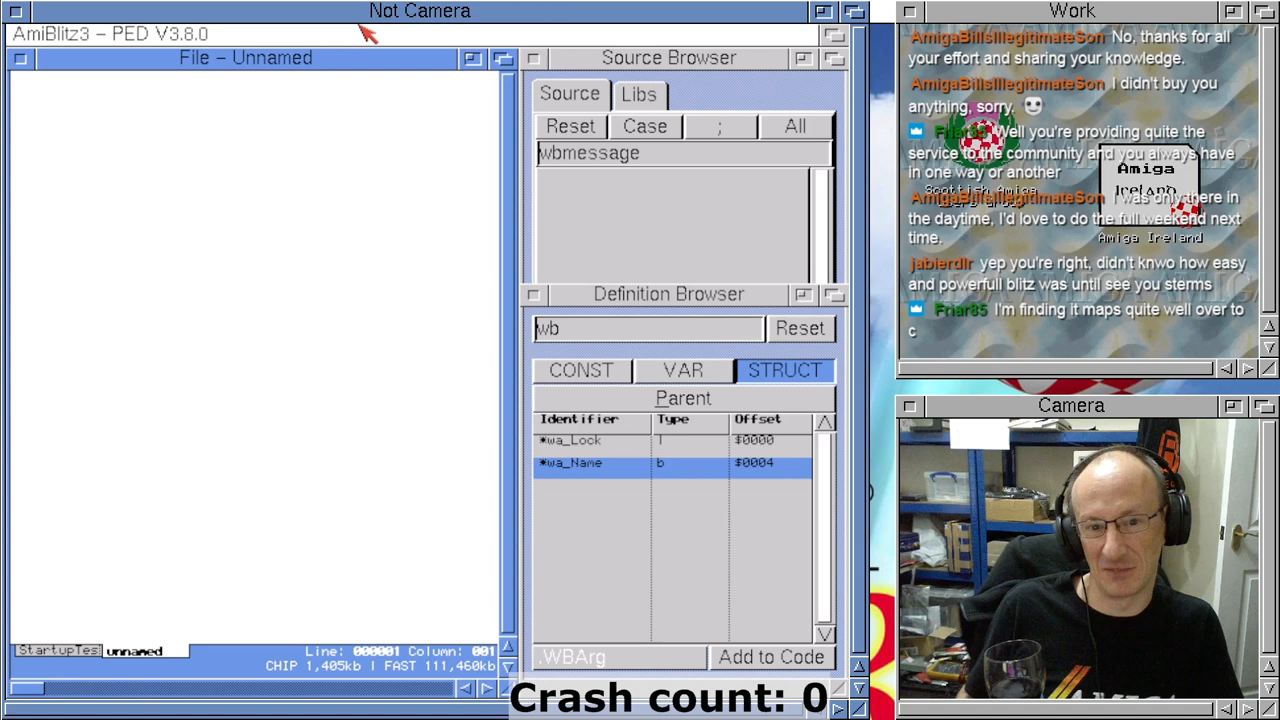 Not Camera
AmiBlitz3 - PED V3.8.0
File - Unnamed
StartupTes
unnamed
Line: 000001 Column: 001
CHIP 1,405kb | FAST 111,460kb
Source Browser
Source
Libs
Reset
Case
;
All
wbmessage
Definition Browser
wb
Reset
CONST
VAR
STRUCT
Parent
Identifier Type Offset
*wa_Lock l $0000
*wa_Name b $0004
.WBArg
Add to Code
Crash count: 0
Work
AmigaBillsIllegitimateSon No, thanks for all
your effort and sharing your knowledge.
AmigaBillsIllegitimateSon I didn't buy you
anything, sorry.
Friar85 Well you're providing quite the
service to the community and you always have
in one way or another
AmigaBillsIllegitimateSon I was only there in
the daytime, I'd love to do the full weekend next
time.
jabierdlr yep you're right, didn't knwo how easy
and powerfull blitz was until see you sterms
Friar85 I'm finding it maps quite well over to
c
Scottish Amiga
Amiga
Ireland
Amiga Ireland
Camera